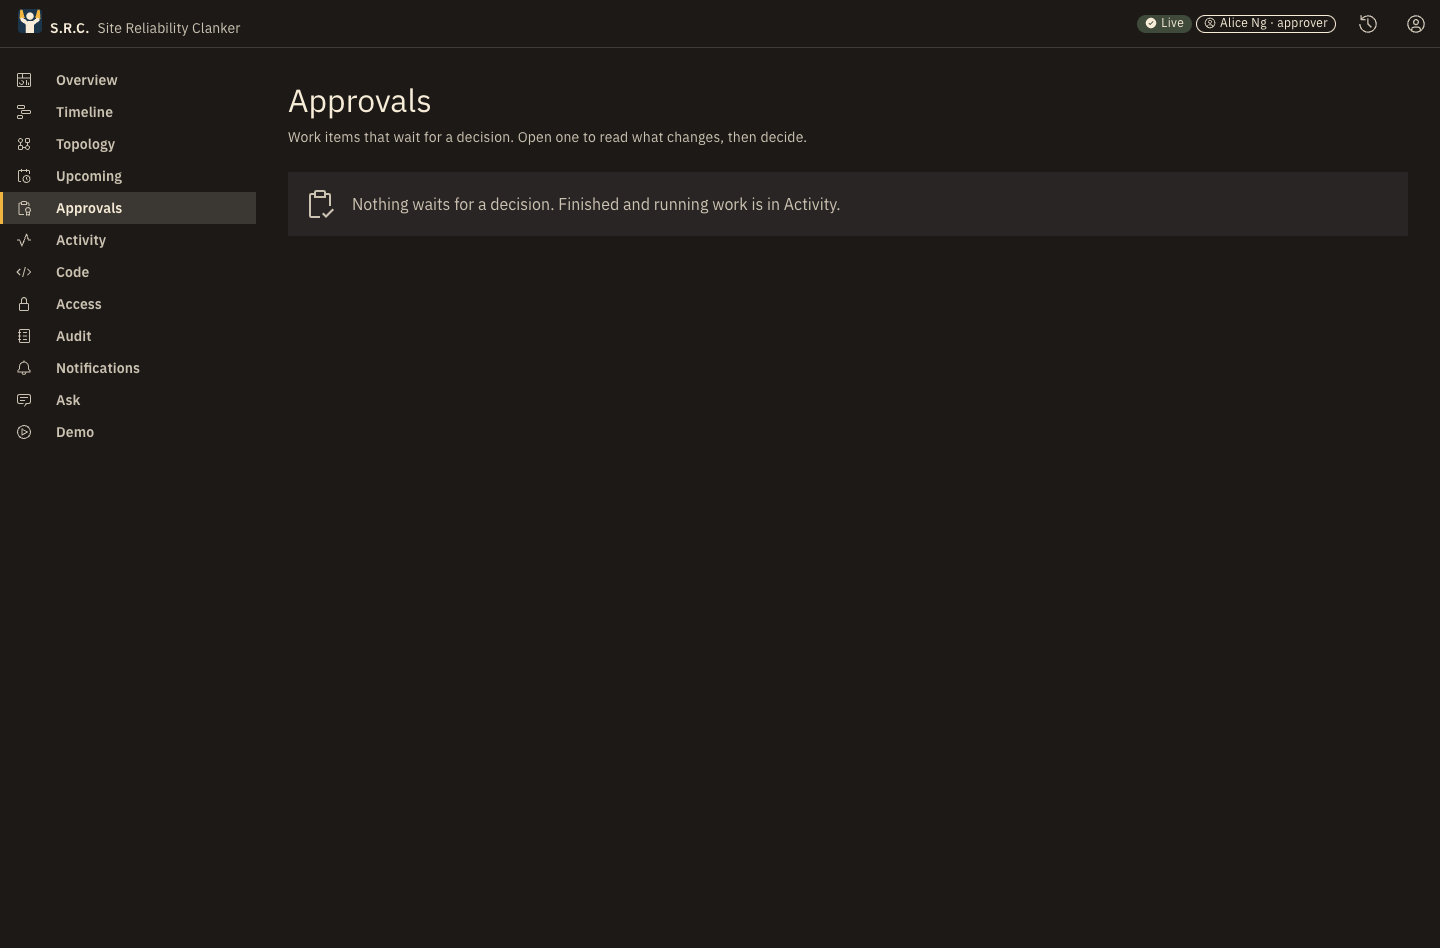 S.R.C. Site Reliability Clanker
Live
Alice Ng · approver
Overview
Timeline
Topology
Upcoming
Approvals
Activity
Code
Access
Audit
Notifications
Ask
Demo
Approvals
Work items that wait for a decision. Open one to read what changes, then decide.
Nothing waits for a decision. Finished and running work is in Activity.